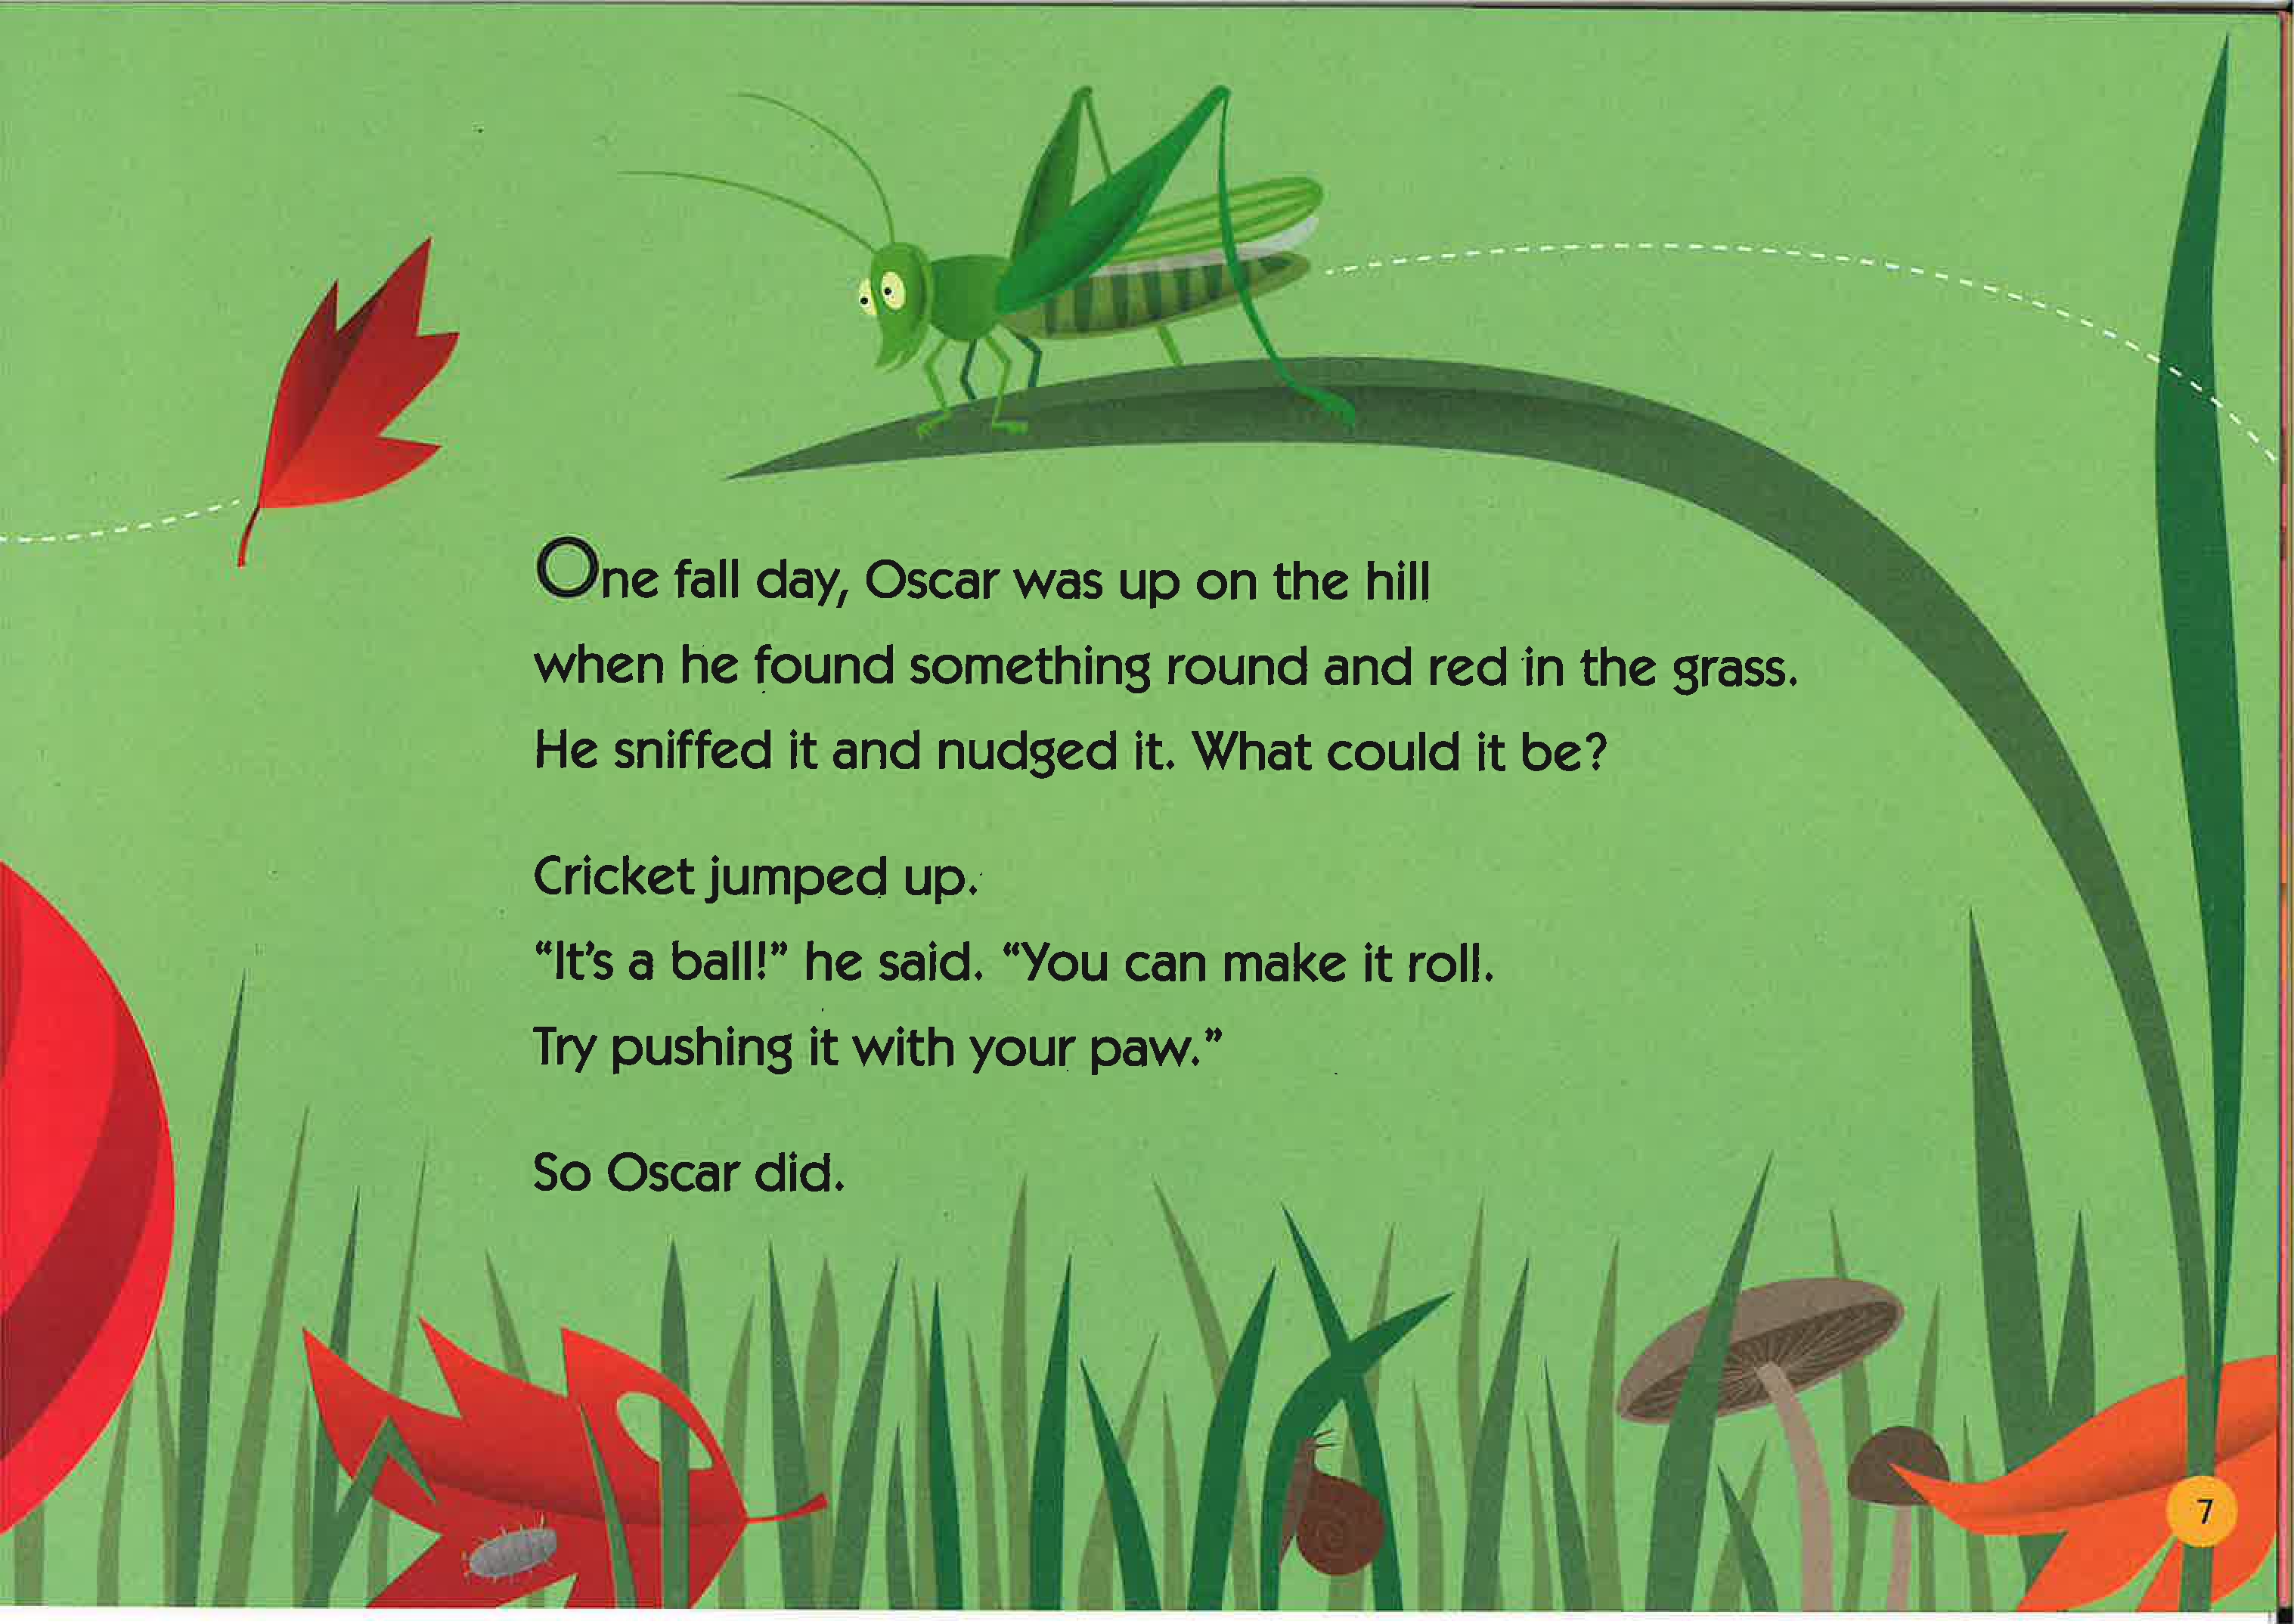 One fall day, Oscar was up on the hill
when he found something round and red in the grass.
He sniffed it and nudged it. What could it be?
Cricket jumped up.
“It’s a ball!” he said. “You can make it roll.
Try pushing it with your paw.”
So Oscar did.
7